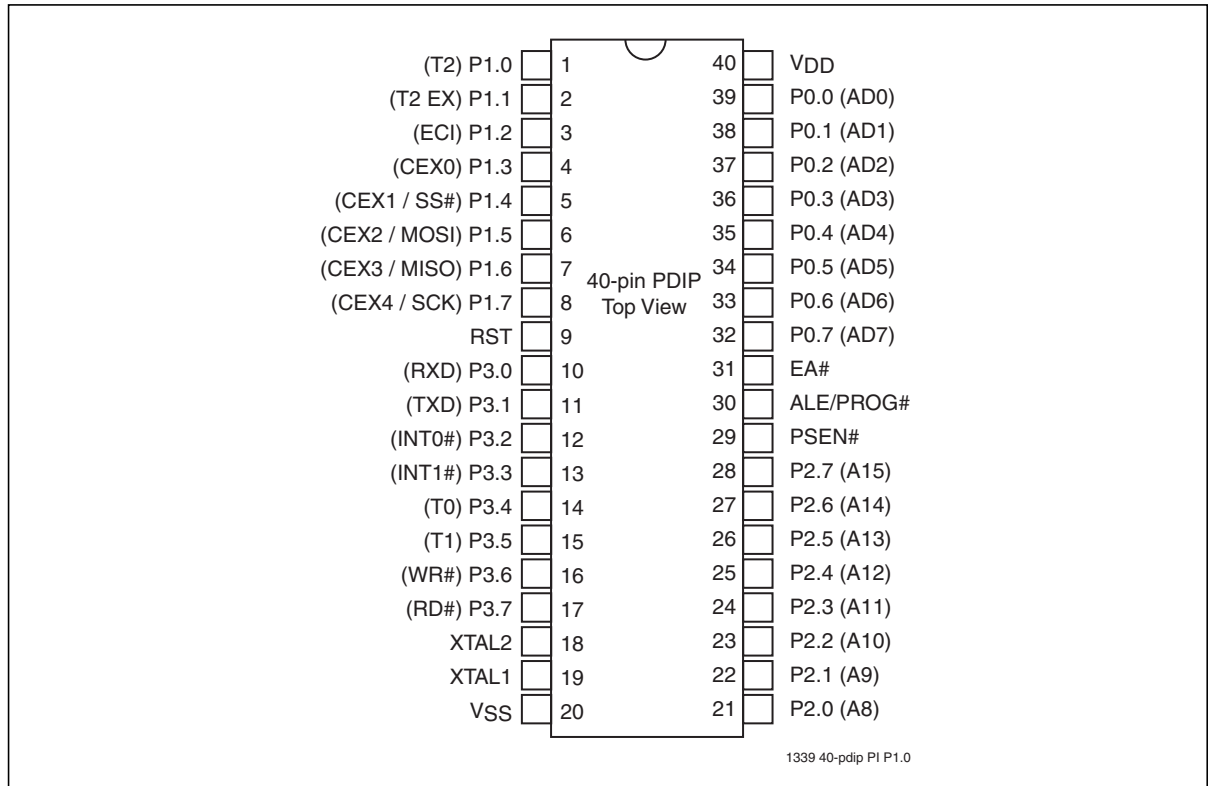 (T2) P1.0 1 40 VDD
(T2 EX) P1.1 2 39 P0.0 (AD0)
(ECI) P1.2 3 38 P0.1 (AD1)
(CEX0) P1.3 4 37 P0.2 (AD2)
(CEX1 / SS#) P1.4 5 36 P0.3 (AD3)
(CEX2 / MOSI) P1.5 6 35 P0.4 (AD4)
(CEX3 / MISO) P1.6 7 34 P0.5 (AD5)
40-pin PDIP
Top View
(CEX4 / SCK) P1.7 8 33 P0.6 (AD6)
RST 9 32 P0.7 (AD7)
(RXD) P3.0 10 31 EA#
(TXD) P3.1 11 30 ALE/PROG#
(INT0#) P3.2 12 29 PSEN#
(INT1#) P3.3 13 28 P2.7 (A15)
(T0) P3.4 14 27 P2.6 (A14)
(T1) P3.5 15 26 P2.5 (A13)
(WR#) P3.6 16 25 P2.4 (A12)
(RD#) P3.7 17 24 P2.3 (A11)
XTAL2 18 23 P2.2 (A10)
XTAL1 19 22 P2.1 (A9)
VSS 20 21 P2.0 (A8)
1339 40-pdip PI P1.0